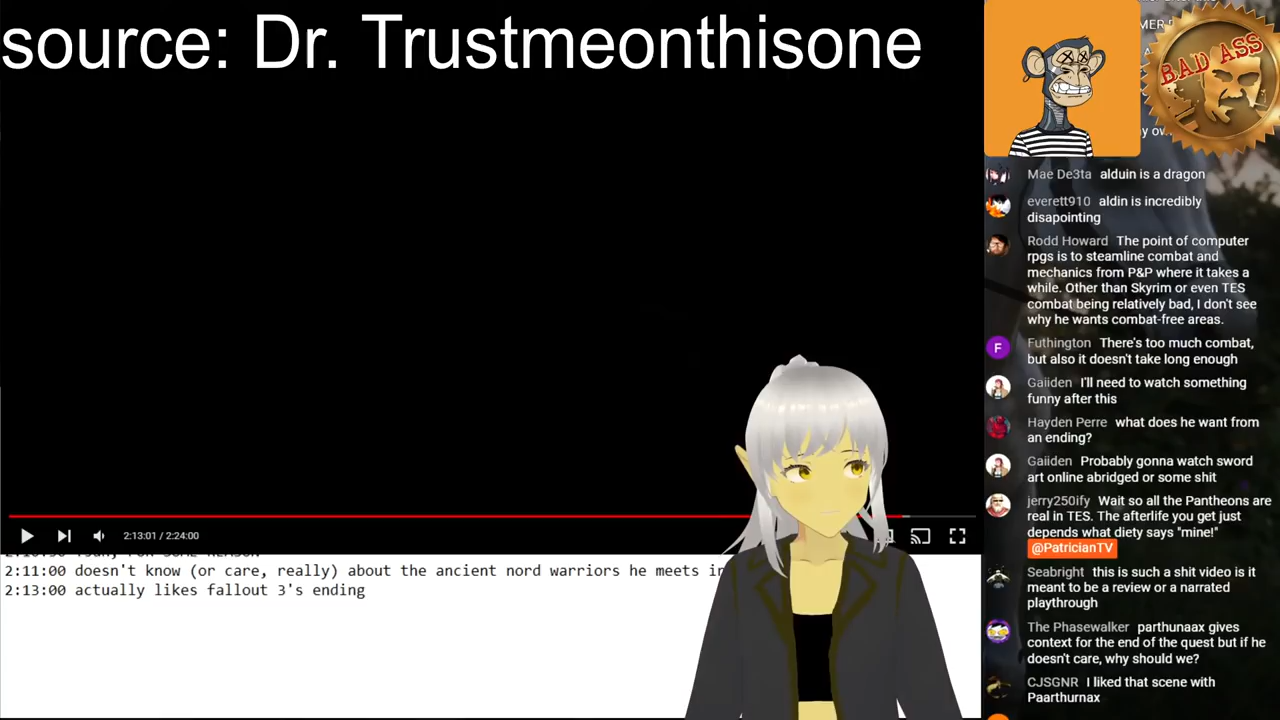 source: Dr. Trustmeonthisone
BAD ASS
Mae De3ta alduin is a dragon
everett910 aldin is incredibly
disapointing
Rodd Howard The point of computer
rpgs is to steamline combat and
mechanics from P&P where it takes a
while. Other than Skyrim or even TES
combat being relatively bad, I don't see
why he wants combat-free areas.
F
Futhington There's too much combat,
but also it doesn't take long enough
Gaiiden I'll need to watch something
funny after this
Hayden Perre what does he want from
an ending?
Gaiiden Probably gonna watch sword
art online abridged or some shit
jerry250ify Wait so all the Pantheons are
real in TES. The afterlife you get just
depends what diety says "mine!"
@PatricianTV
Seabright this is such a shit video is it
meant to be a review or a narrated
playthrough
The Phasewalker parthunaax gives
context for the end of the quest but if he
doesn't care, why should we?
CJSGNR I liked that scene with
Paarthurnax
2:13:01 / 2:24:00
2:11:00 doesn't know (or care, really) about the ancient nord warriors he meets in
2:13:00 actually likes fallout 3's ending